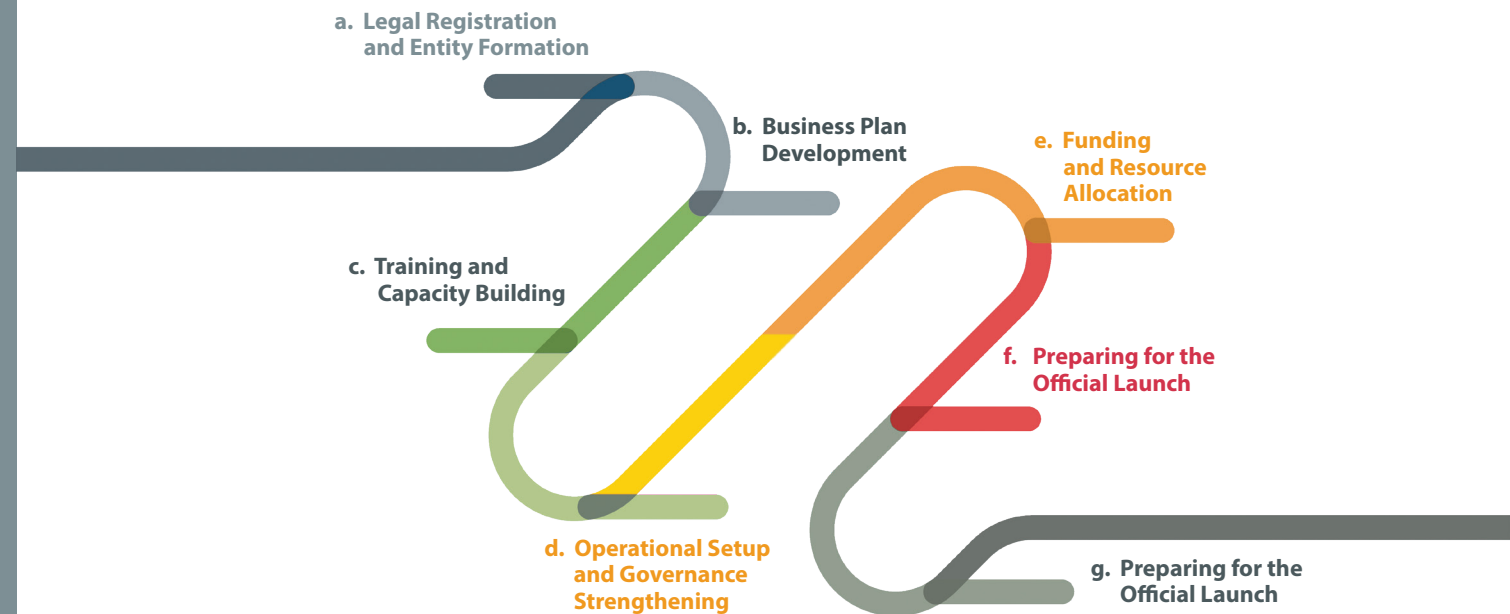 a. Legal Registration
and Entity Formation
b. Business Plan
Development
c. Training and
Capacity Building
d. Operational Setup
and Governance
Strengthening
e. Funding
and Resource
Allocation
f. Preparing for the
Official Launch
g. Preparing for the
Official Launch